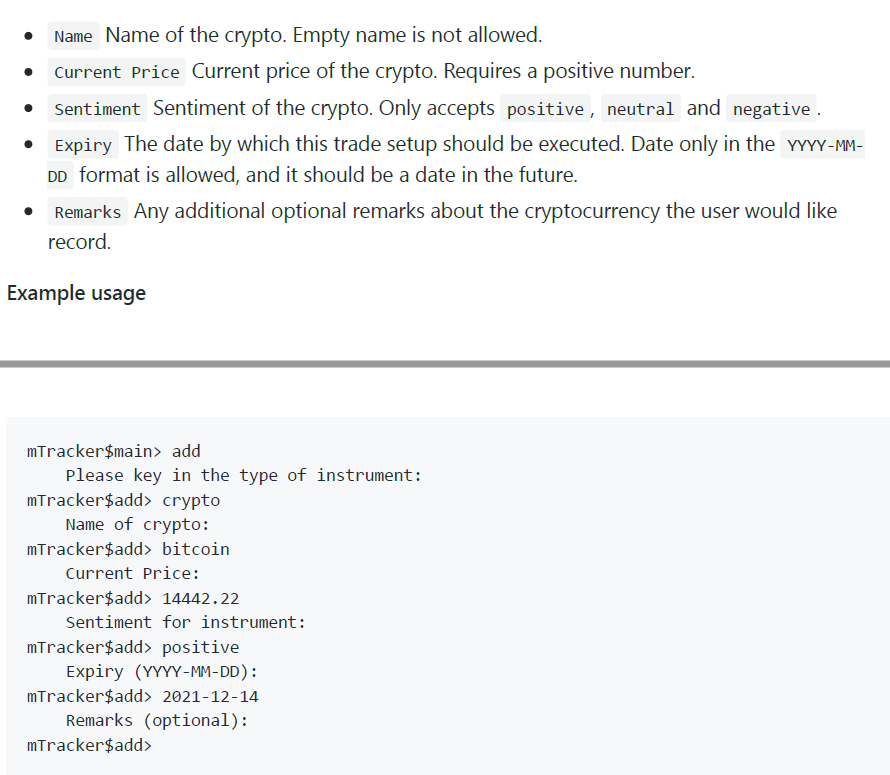 Name Name of the crypto. Empty name is not allowed.
Current Price Current price of the crypto. Requires a positive number.
Sentiment Sentiment of the crypto. Only accepts positive, neutral and negative.
Expiry The date by which this trade setup should be executed. Date only in the YYYY-MM-
DD format is allowed, and it should be a date in the future.
Remarks Any additional optional remarks about the cryptocurrency the user would like
record.
Example usage
mTracker$main> add
Please key in the type of instrument:
mTracker$add> crypto
Name of crypto:
mTracker$add> bitcoin
Current Price:
mTracker$add> 14442.22
Sentiment for instrument:
mTracker$add> positive
Expiry (YYYY-MM-DD):
mTracker$add> 2021-12-14
Remarks (optional):
mTracker$add>